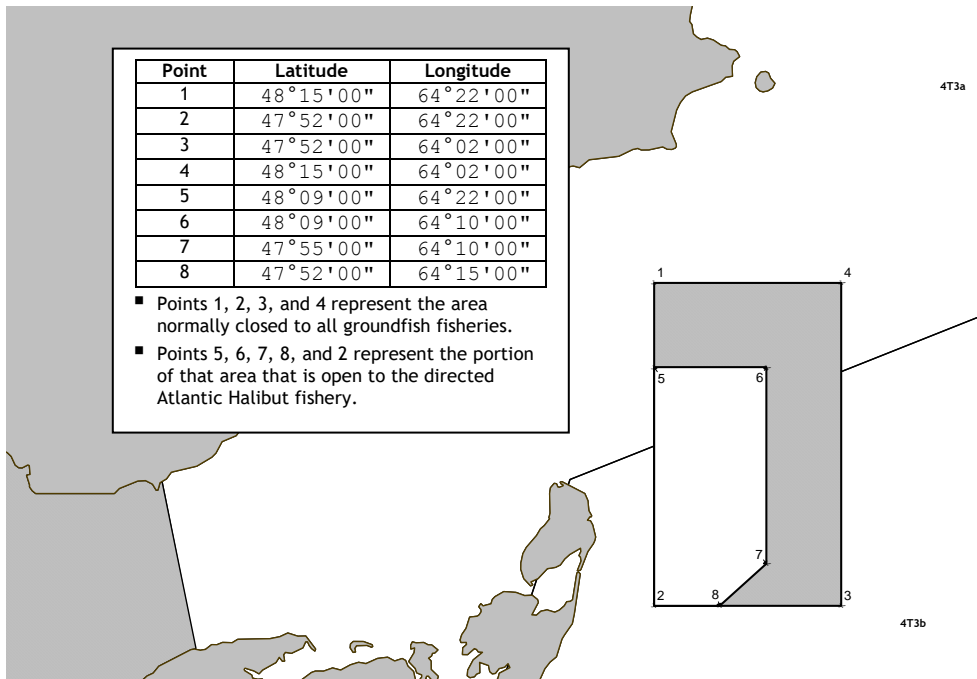 Point Latitude Longitude
1 48°15'00" 64°22'00"
2 47°52'00" 64°22'00"
3 47°52'00" 64°02'00"
4 48°15'00" 64°02'00"
5 48°09'00" 64°22'00"
6 48°09'00" 64°10'00"
7 47°55'00" 64°10'00"
8 47°52'00" 64°15'00"
▪ Points 1, 2, 3, and 4 represent the area
normally closed to all groundfish fisheries.
▪ Points 5, 6, 7, 8, and 2 represent the portion
of that area that is open to the directed
Atlantic Halibut fishery.
4T3a
1 4
5 6
7
2 8 3
4T3b